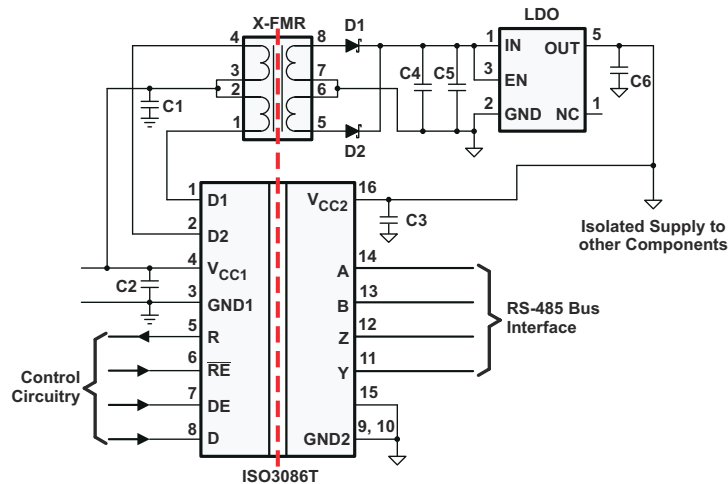 X-FMR
D1
LDO
4
8
1
IN
OUT
5
3
2
7
6
C4
C5
3
EN
C6
C1
2
GND
NC
1
1
5
D2
1
D1
2
D2
4
VCC1
C2
3
GND1
5
R
6
RE
7
DE
8
D
Control
Circuitry
16
VCC2
C3
Isolated Supply to
other Components
14
A
13
B
12
Z
11
Y
RS-485 Bus
Interface
15
9, 10
GND2
ISO3086T